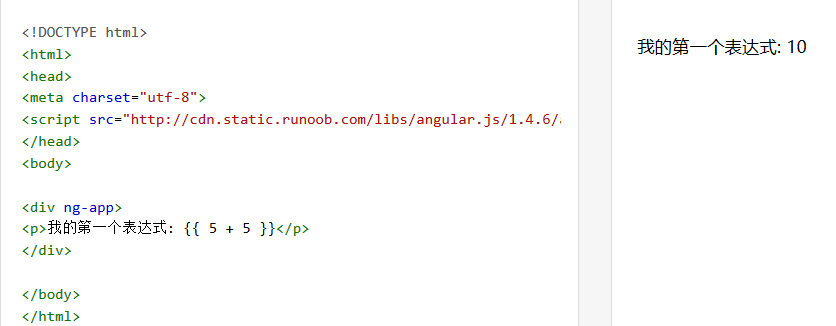 <!DOCTYPE html>
<html>
<head>
<meta charset="utf-8">
<script src="http://cdn.static.runoob.com/libs/angular.js/1.4.6/
</head>
<body>
<div ng-app>
<p>我的第一个表达式: {{ 5 + 5 }}</p>
</div>
</body>
</html>
我的第一个表达式: 10